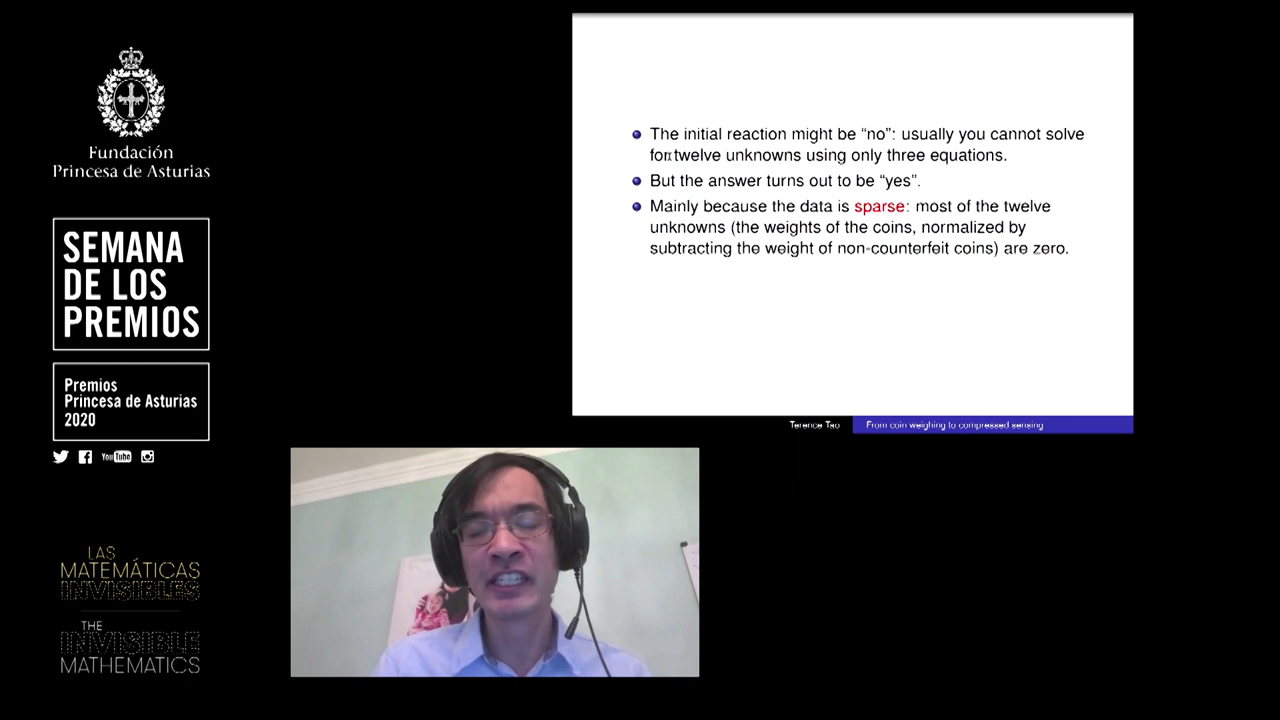 Fundación
Princesa de Asturias
SEMANA
DE LOS
PREMIOS
Premios
Princesa de Asturias
2020
You Tube
LAS
MATEMÁTICAS
INVISIBLES
THE
INVISIBLE
MATHEMATICS
The initial reaction might be “no”: usually you cannot solve
for twelve unknowns using only three equations.
But the answer turns out to be “yes”.
Mainly because the data is sparse: most of the twelve
unknowns (the weights of the coins, normalized by
subtracting the weight of non-counterfeit coins) are zero.
Terence Tao
From coin weighing to compressed sensing